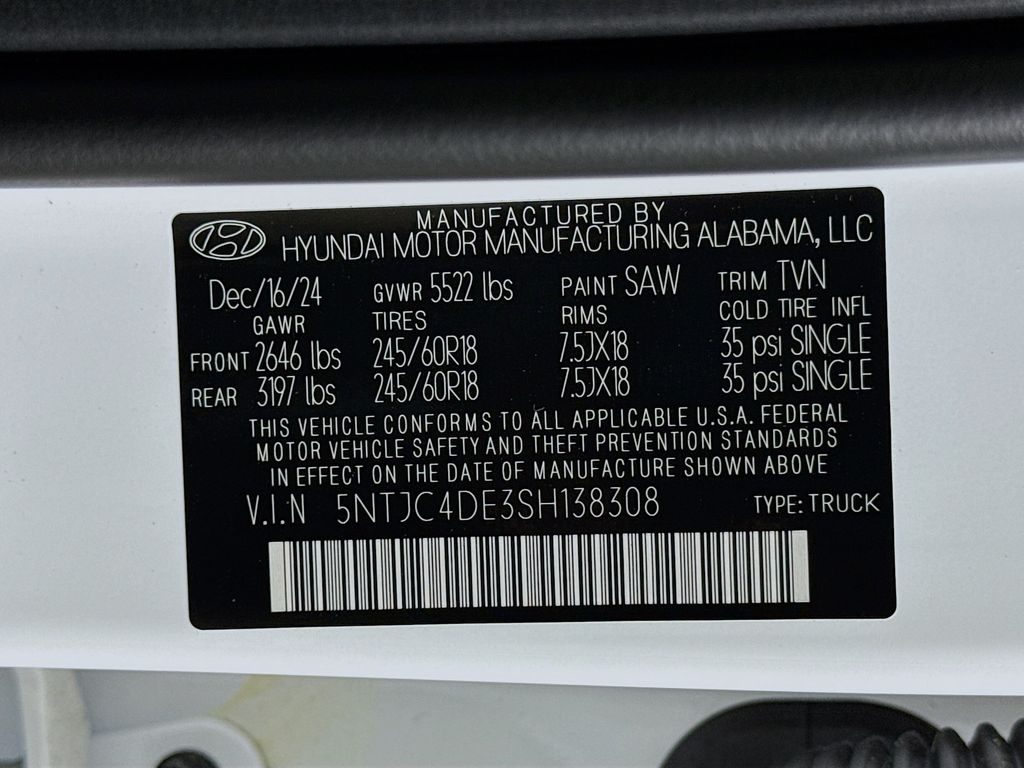 MANUFACTURED BY
HYUNDAI MOTOR MANUFACTURING ALABAMA, LLC
Dec/16/24 GVWR 5522 lbs PAINT SAW TRIM TVN
GAWR TIRES RIMS COLD TIRE INFL
FRONT 2646 lbs 245/60R18 7.5JX18 35 psi SINGLE
REAR 3197 lbs 245/60R18 7.5JX18 35 psi SINGLE
THIS VEHICLE CONFORMS TO ALL APPLICABLE U.S.A. FEDERAL
MOTOR VEHICLE SAFETY AND THEFT PREVENTION STANDARDS
IN EFFECT ON THE DATE OF MANUFACTURE SHOWN ABOVE
V.I.N 5NTJC4DE3SH138308 TYPE: TRUCK